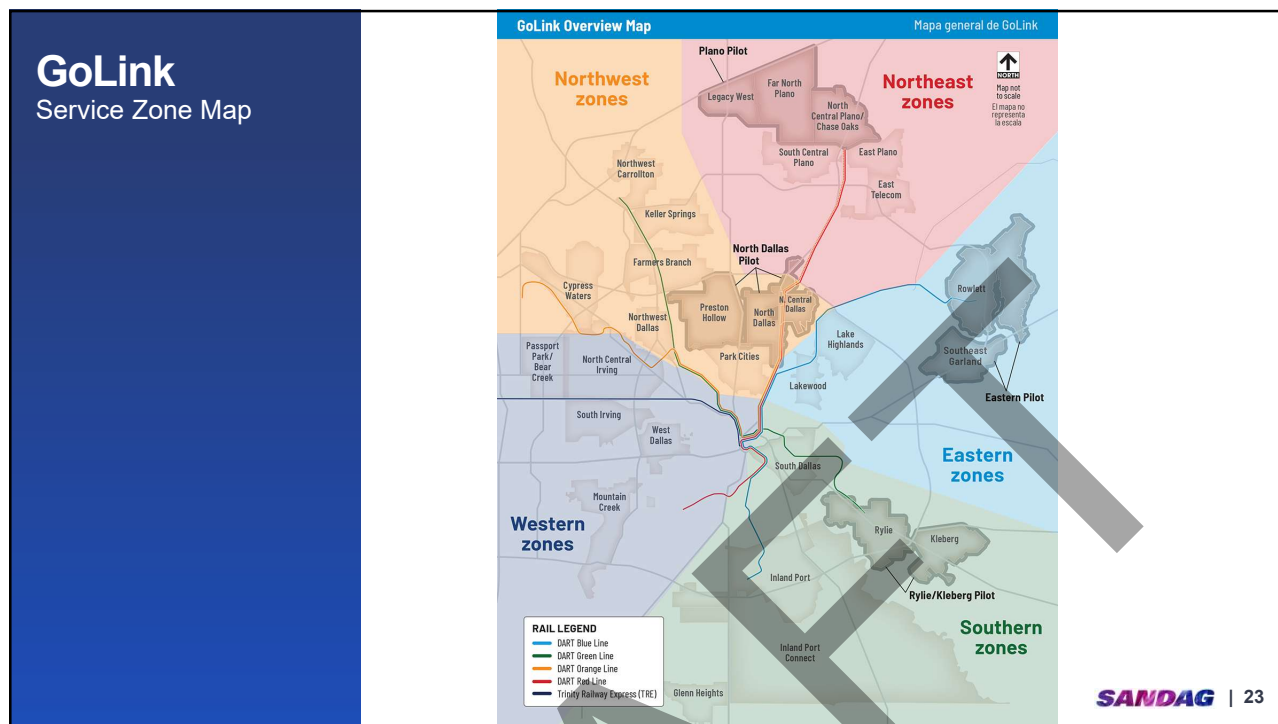 GoLink
Service Zone Map
GoLink Overview Map
Mapa general de GoLink
Plano Pilot
Northwest
zones
Northeast
zones
NORTH
Map not
to scale
El mapa no
representa
la escala
Legacy West
Far North
Plano
North
Central Plano/
Chase Oaks
South Central
Plano
East Plano
East
Telecom
Northwest
Carrollton
Keller Springs
North Dallas
Pilot
Farmers Branch
Cypress
Waters
Preston
Hollow
North
Dallas
N. Central
Dallas
Northwest
Dallas
Park Cities
Rowlett
Lake
Highlands
Southeast
Garland
Lakewood
Eastern Pilot
Passport
Park/
Bear
Creek
North Central
Irving
South Irving
West
Dallas
Eastern
zones
South Dallas
Mountain
Creek
Western
zones
Rylie
Kleberg
Inland Port
Rylie/Kleberg Pilot
Southern
zones
Inland Port
Connect
Glenn Heights
RAIL LEGEND
DART Blue Line
DART Green Line
DART Orange Line
DART Red Line
Trinity Railway Express (TRE)
SANDAG | 23